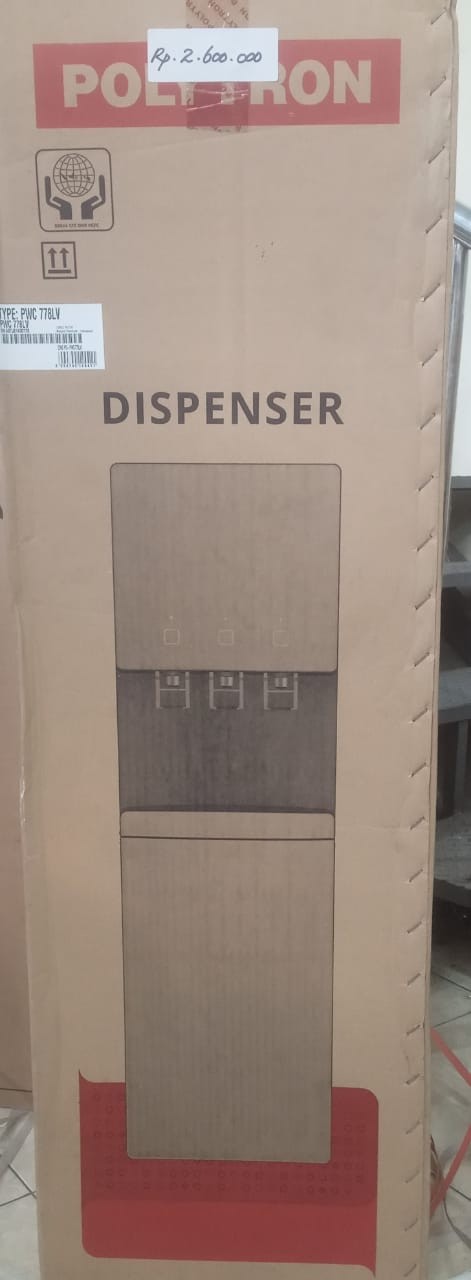 Rp. 2.600.000
POLYTRON
TYPE: PWC 778LV
PWC 778LV
DISPENSER